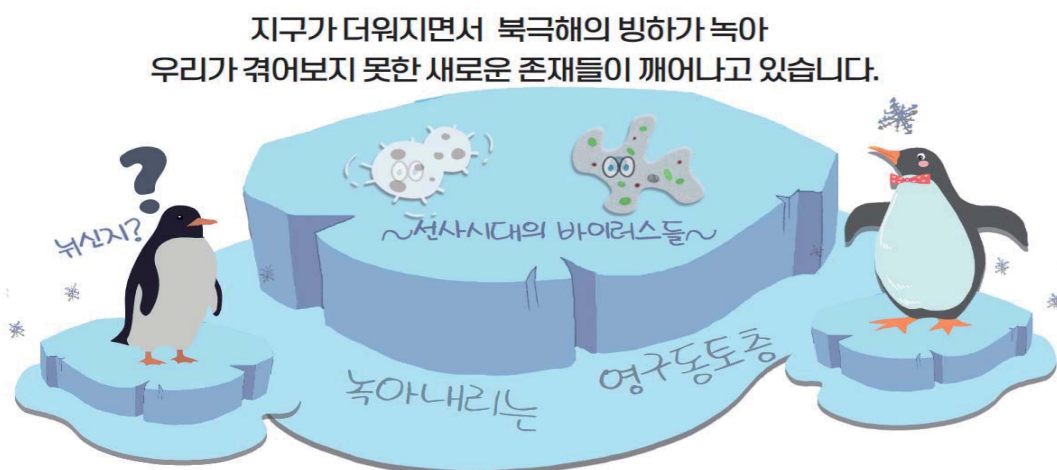 지구가 더워지면서 북극해의 빙하가 녹아
우리가 겪어보지 못한 새로운 존재들이 깨어나고 있습니다.
?
뉘신지?
~선사시대의 바이러스들~
녹아내리는
영구동토층